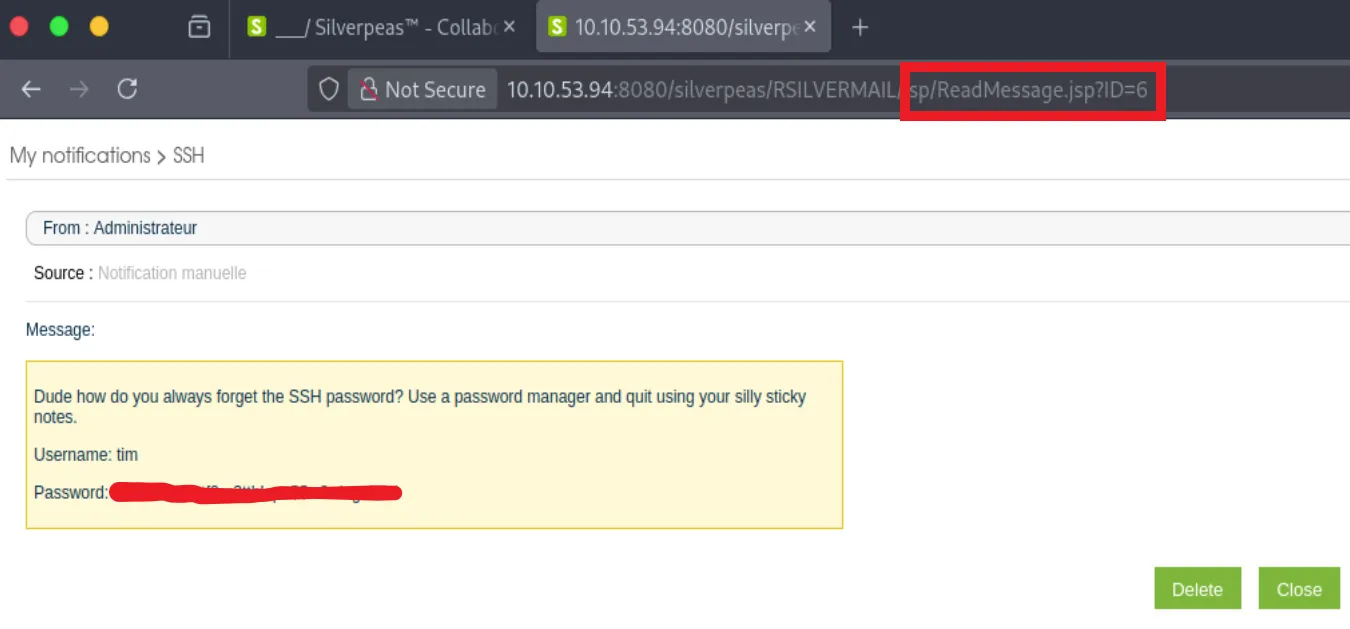 ___/ Silverpeas™ - Collab
10.10.53.94:8080/silverpe
Not Secure
10.10.53.94:8080/silverpeas/RSILVERMAIL/jsp/ReadMessage.jsp?ID=6
My notifications > SSH
From : Administrateur
Source : Notification manuelle
Message:
Dude how do you always forget the SSH password? Use a password manager and quit using your silly sticky
notes.
Username: tim
Password:
Delete
Close